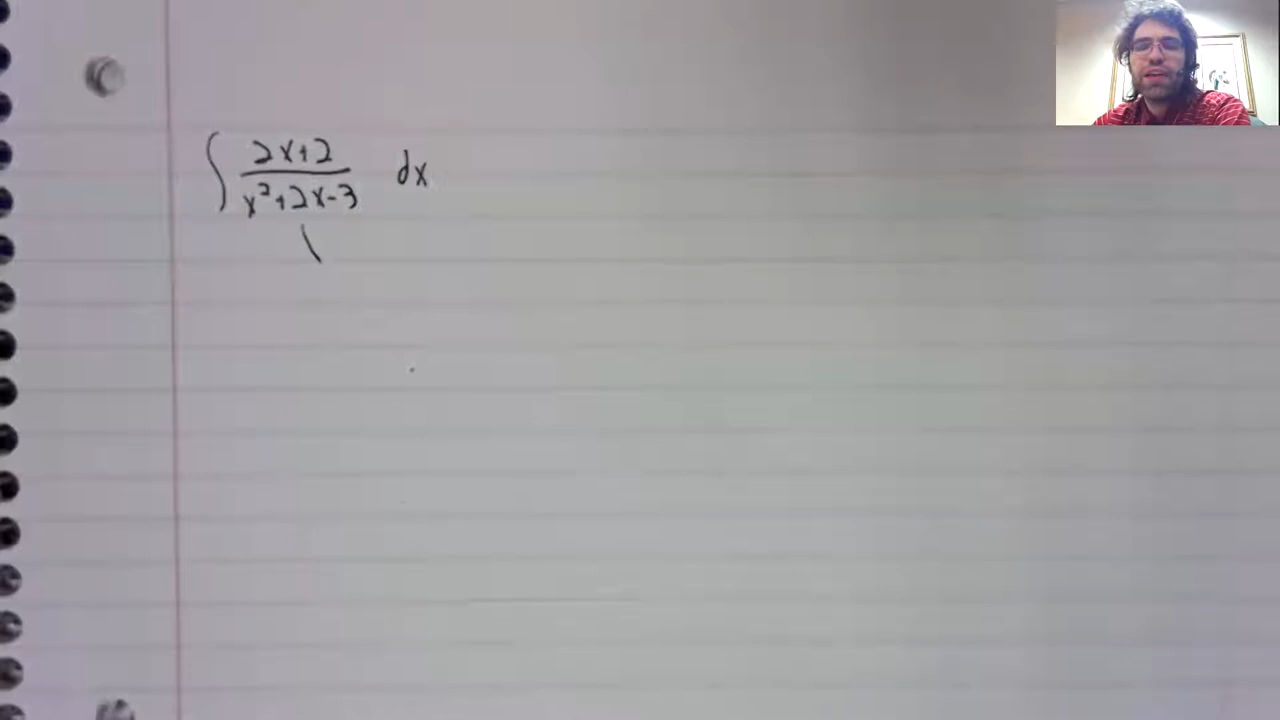 ∫ 2x+2 / x²+2x-3 dx